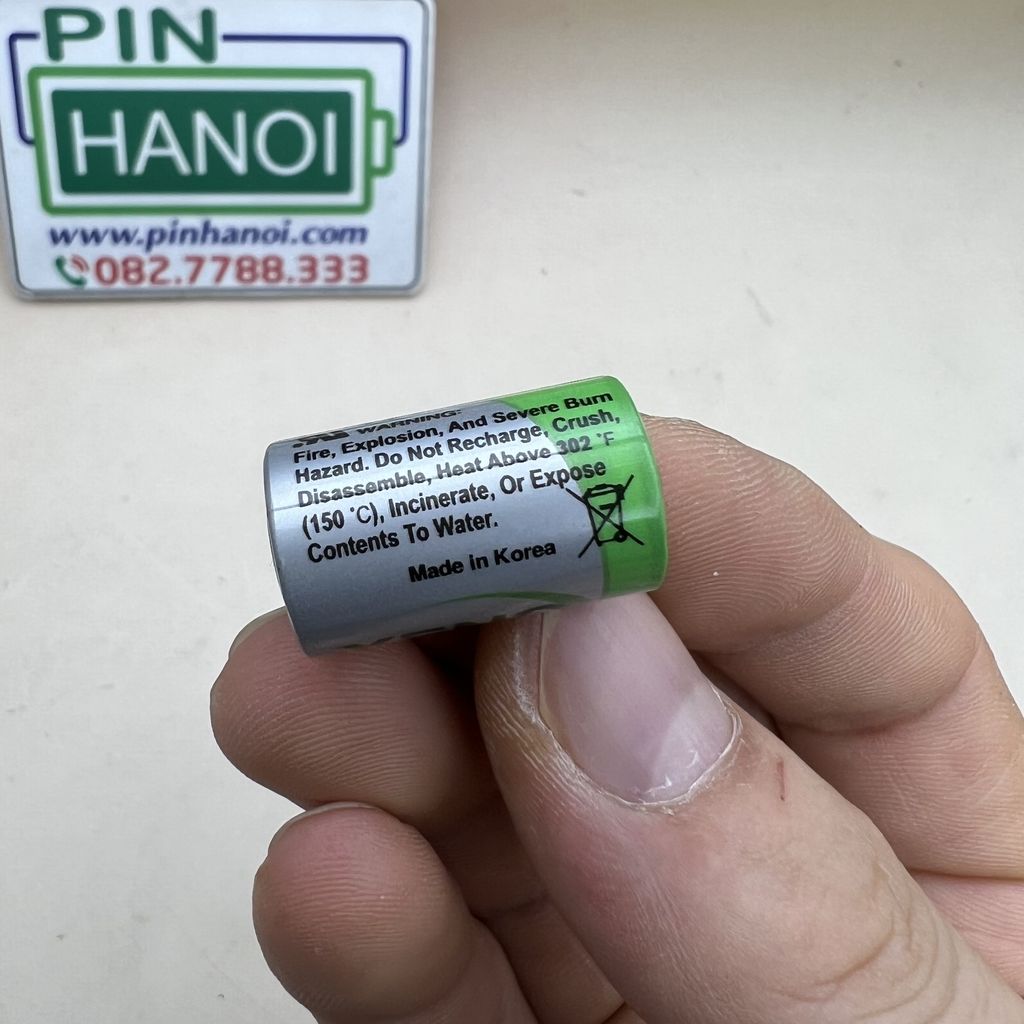 PIN
HANOI
www.pinhanoi.com
082.7788.333
WARNING:
Fire, Explosion, And Severe Burn
Hazard. Do Not Recharge, Crush,
Disassemble, Heat Above 302 °F
(150 °C), Incinerate, Or Expose
Contents To Water.
Made in Korea